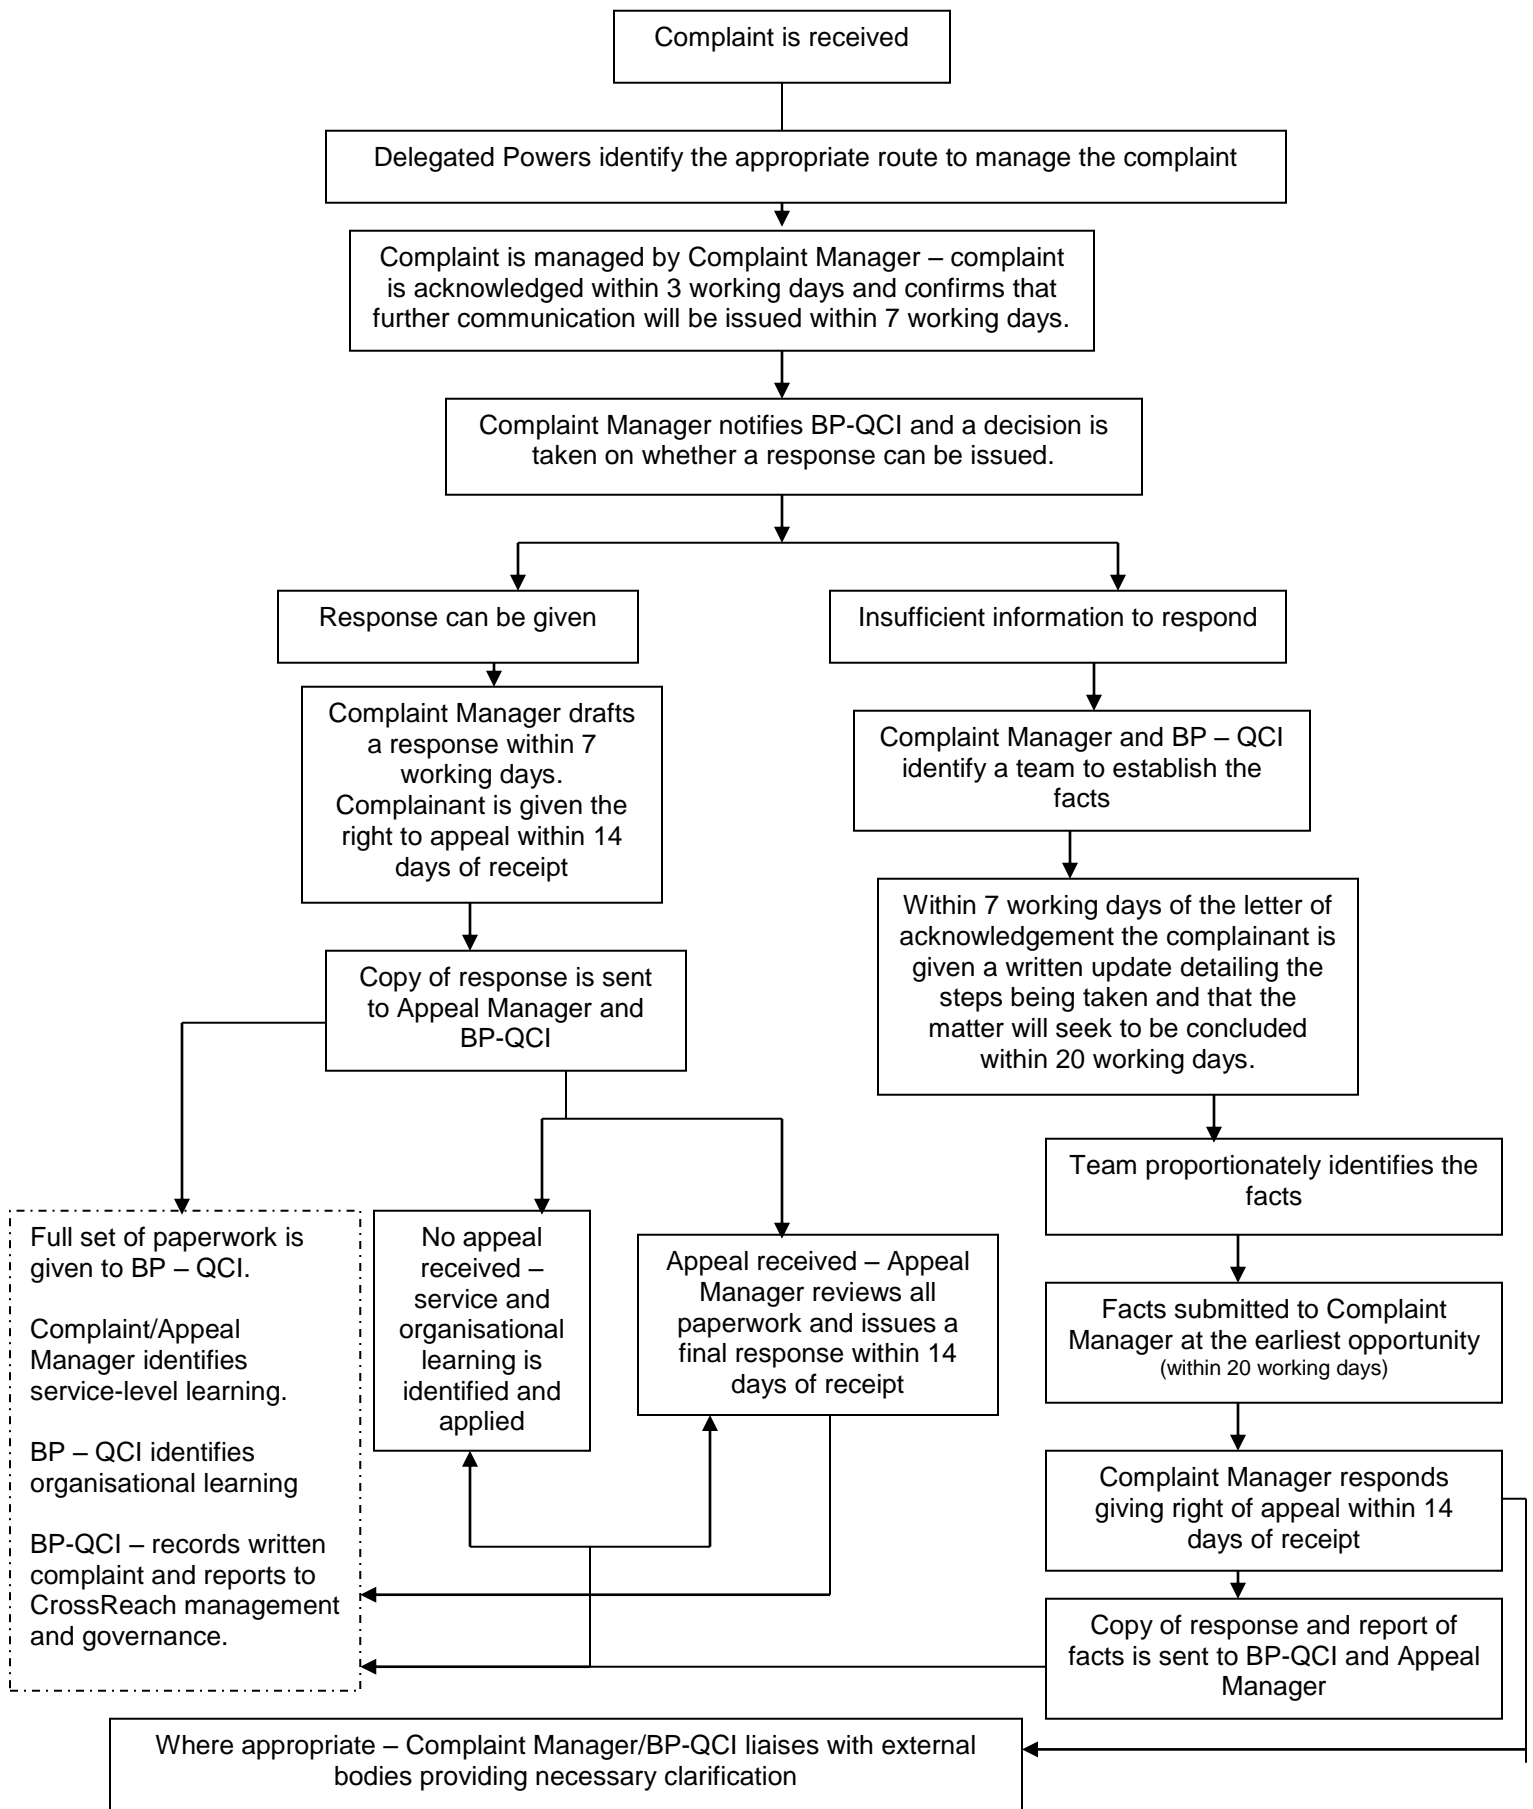 Complaint is received
Delegated Powers identify the appropriate route to manage the complaint
Complaint is managed by Complaint Manager – complaint
is acknowledged within 3 working days and confirms that
further communication will be issued within 7 working days.
Complaint Manager notifies BP-QCI and a decision is
taken on whether a response can be issued.
Response can be given
Complaint Manager drafts
a response within 7
working days.
Complainant is given the
right to appeal within 14
days of receipt
Copy of response is sent
to Appeal Manager and
BP-QCI
Insufficient information to respond
Complaint Manager and BP – QCI
identify a team to establish the
facts
Within 7 working days of the letter of
acknowledgement the complainant is
given a written update detailing the
steps being taken and that the
matter will seek to be concluded
within 20 working days.
Full set of paperwork is
given to BP – QCI.
Complaint/Appeal
Manager identifies
service-level learning.
BP – QCI identifies
organisational learning
BP-QCI – records written
complaint and reports to
CrossReach management
and governance.
No appeal
received –
service and
organisational
learning is
identified and
applied
Appeal received – Appeal
Manager reviews all
paperwork and issues a
final response within 14
days of receipt
Team proportionately identifies the
facts
Facts submitted to Complaint
Manager at the earliest opportunity
(within 20 working days)
Complaint Manager responds
giving right of appeal within 14
days of receipt
Copy of response and report of
facts is sent to BP-QCI and Appeal
Manager
Where appropriate – Complaint Manager/BP-QCI liaises with external
bodies providing necessary clarification